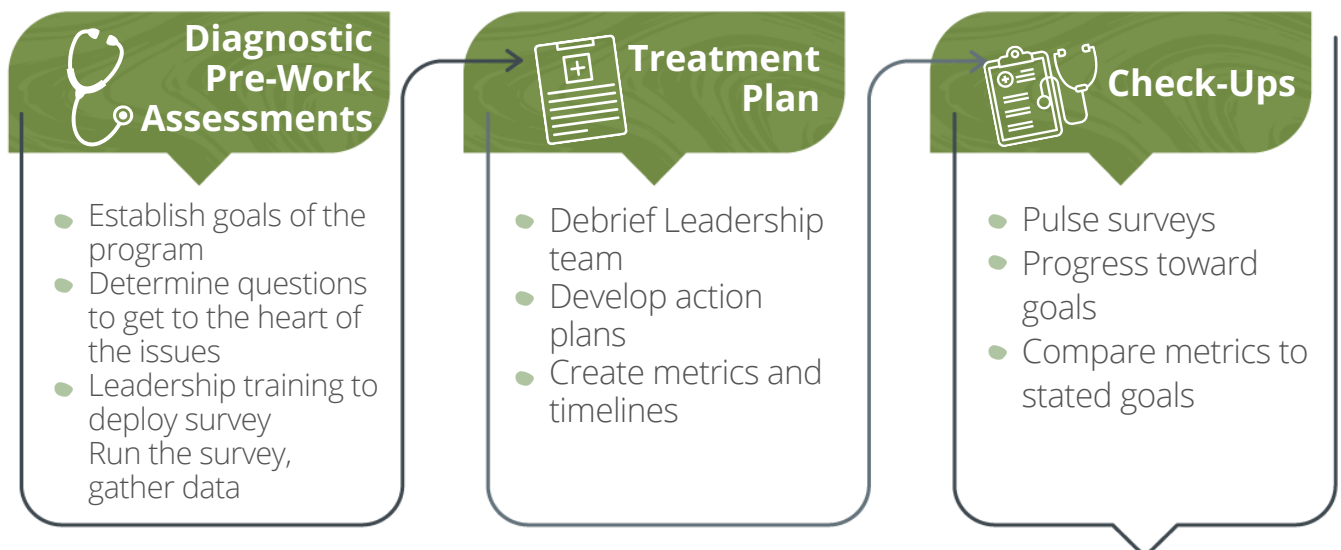 Diagnostic
Pre-Work
Assessments
Establish goals of the
program
Determine questions
to get to the heart of
the issues
Leadership training to
deploy survey
Run the survey,
gather data
Treatment
Plan
Debrief Leadership
team
Develop action
plans
Create metrics and
timelines
Check-Ups
Pulse surveys
Progress toward
goals
Compare metrics to
stated goals